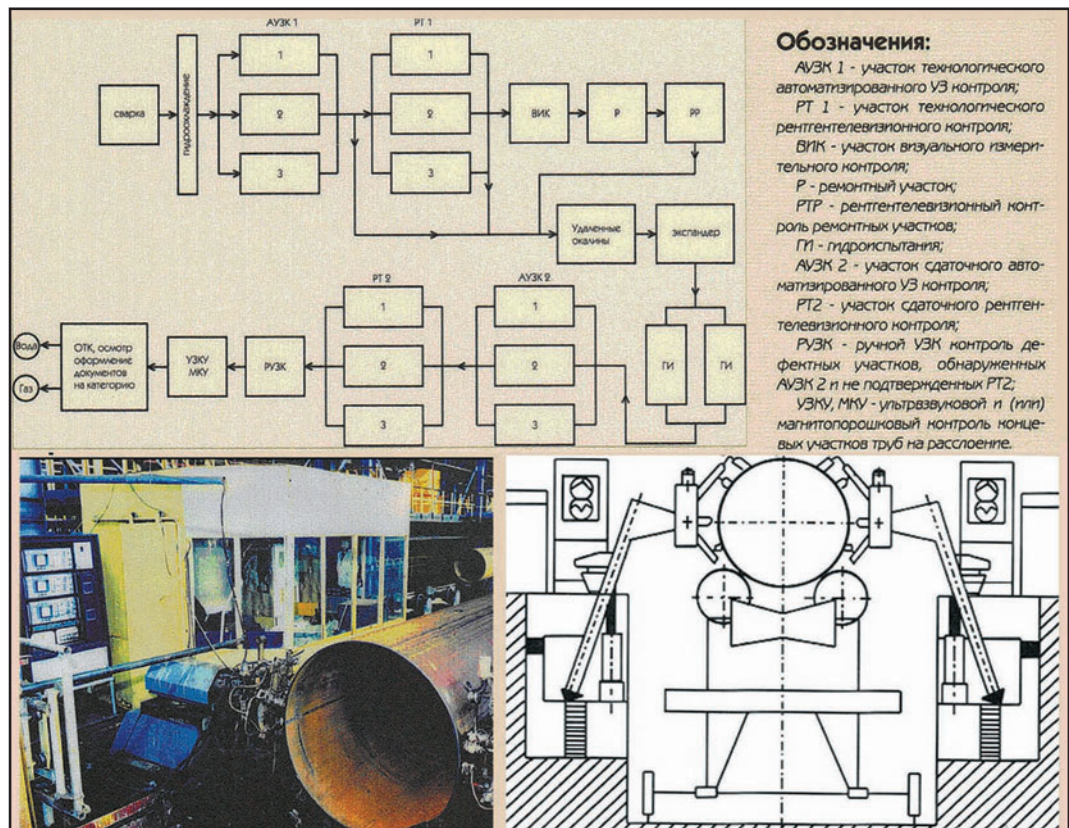 АУЗК 1
РТ 1
сварка
гидроохлаждение
1
2
3
1
2
3
ВИК
Р
РР
Удаленные
окалины
экспандер
РТ 2
АУЗК 2
1
2
3
1
2
3
ГИ
ГИ
Вода
Газ
ОТК, осмотр
оформление
документов
на категорию
УЗКУ
МКУ
РУЗК
Обозначения:
АУЗК 1 - участок технологического
автоматизированного УЗ контроля;
РТ 1 - участок технологического
рентгентелевизионного контроля;
ВИК - участок визуального измери-
тельного контроля;
Р - ремонтный участок;
РТР - рентгентелевизионный конт-
роль ремонтных участков;
ГИ - гидроиспытания;
АУЗК 2 - участок сдаточного авто-
матизированного УЗ контроля;
РТ2 - участок сдаточного рентген-
телевизионного контроля;
РУЗК - ручной УЗК контроль де-
фектных участков, обнаруженных
АУЗК 2 и не подтвержденных РТ2;
УЗКУ, МКУ - ультразвуковой и (или)
магнитопорошковый контроль конце-
вых участков труб на расслоение.